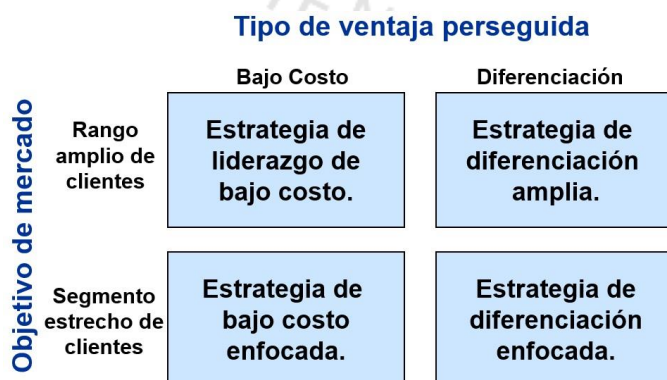 Tipo de ventaja perseguida
Bajo Costo
Diferenciación
Objetivo de mercado
Rango
amplio de
clientes
Estrategia de
liderazgo de
bajo costo.
Estrategia de
diferenciación
amplia.
Segmento
estrecho de
clientes
Estrategia de
bajo costo
enfocada.
Estrategia de
diferenciación
enfocada.